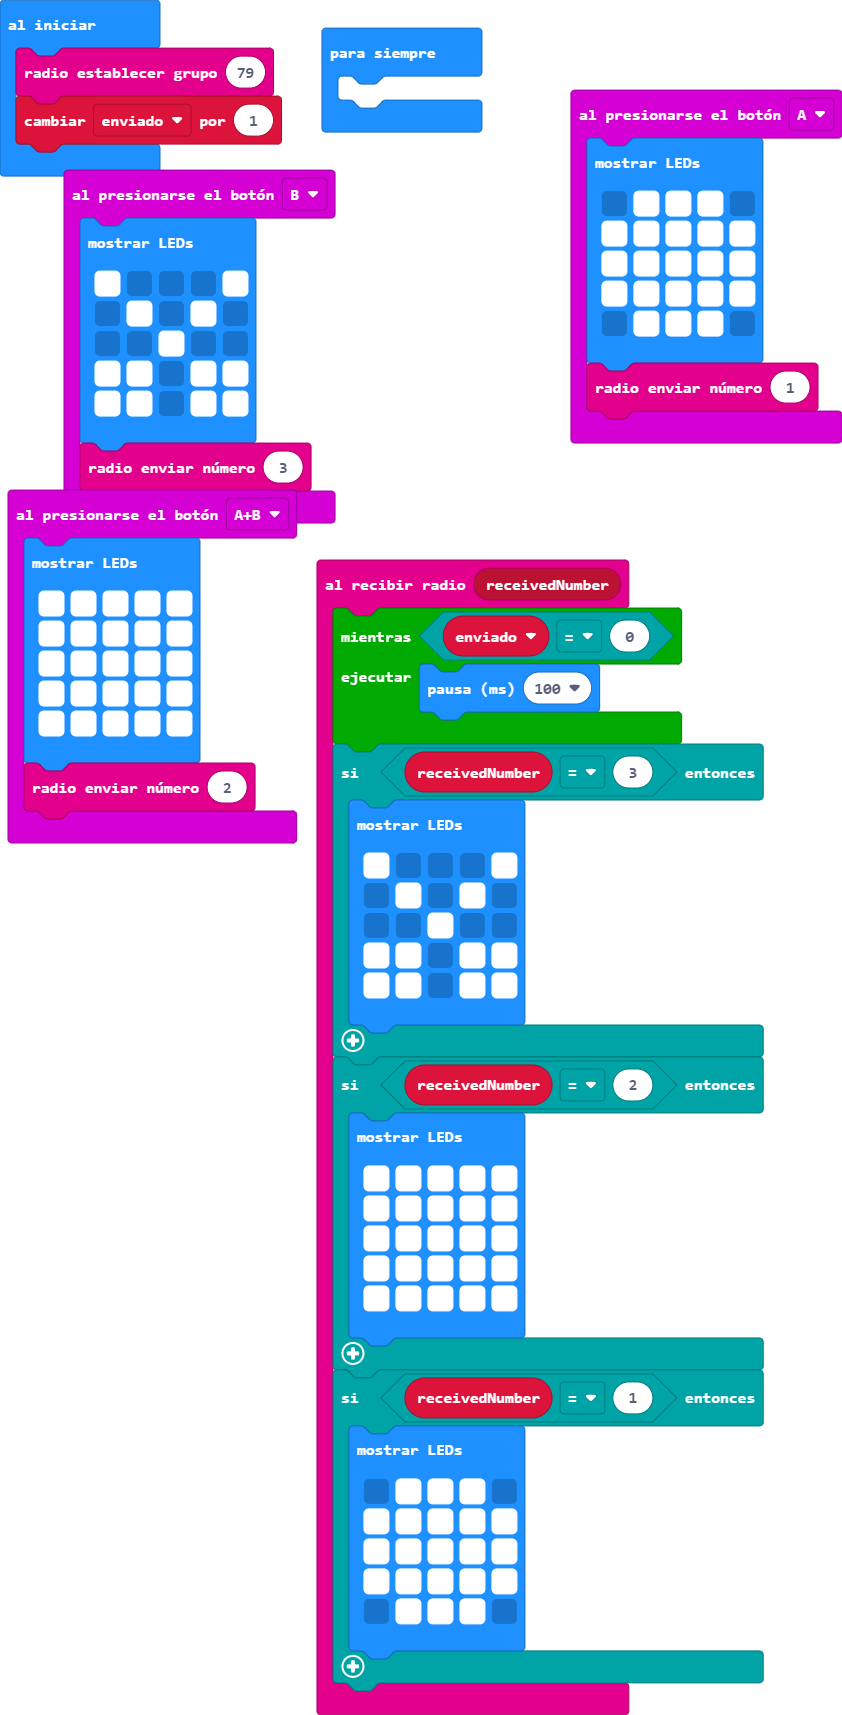 al iniciar
radio establecer grupo 79
cambiar enviado por 1
para siempre
al presionarse el botón A
mostrar LEDs
radio enviar número 1
al presionarse el botón B
mostrar LEDs
radio enviar número 3
al presionarse el botón A+B
mostrar LEDs
radio enviar número 2
al recibir radio receivedNumber
mientras enviado = 0
ejecutar pausa (ms) 100
si receivedNumber = 3 entonces
mostrar LEDs
si receivedNumber = 2 entonces
mostrar LEDs
si receivedNumber = 1 entonces
mostrar LEDs